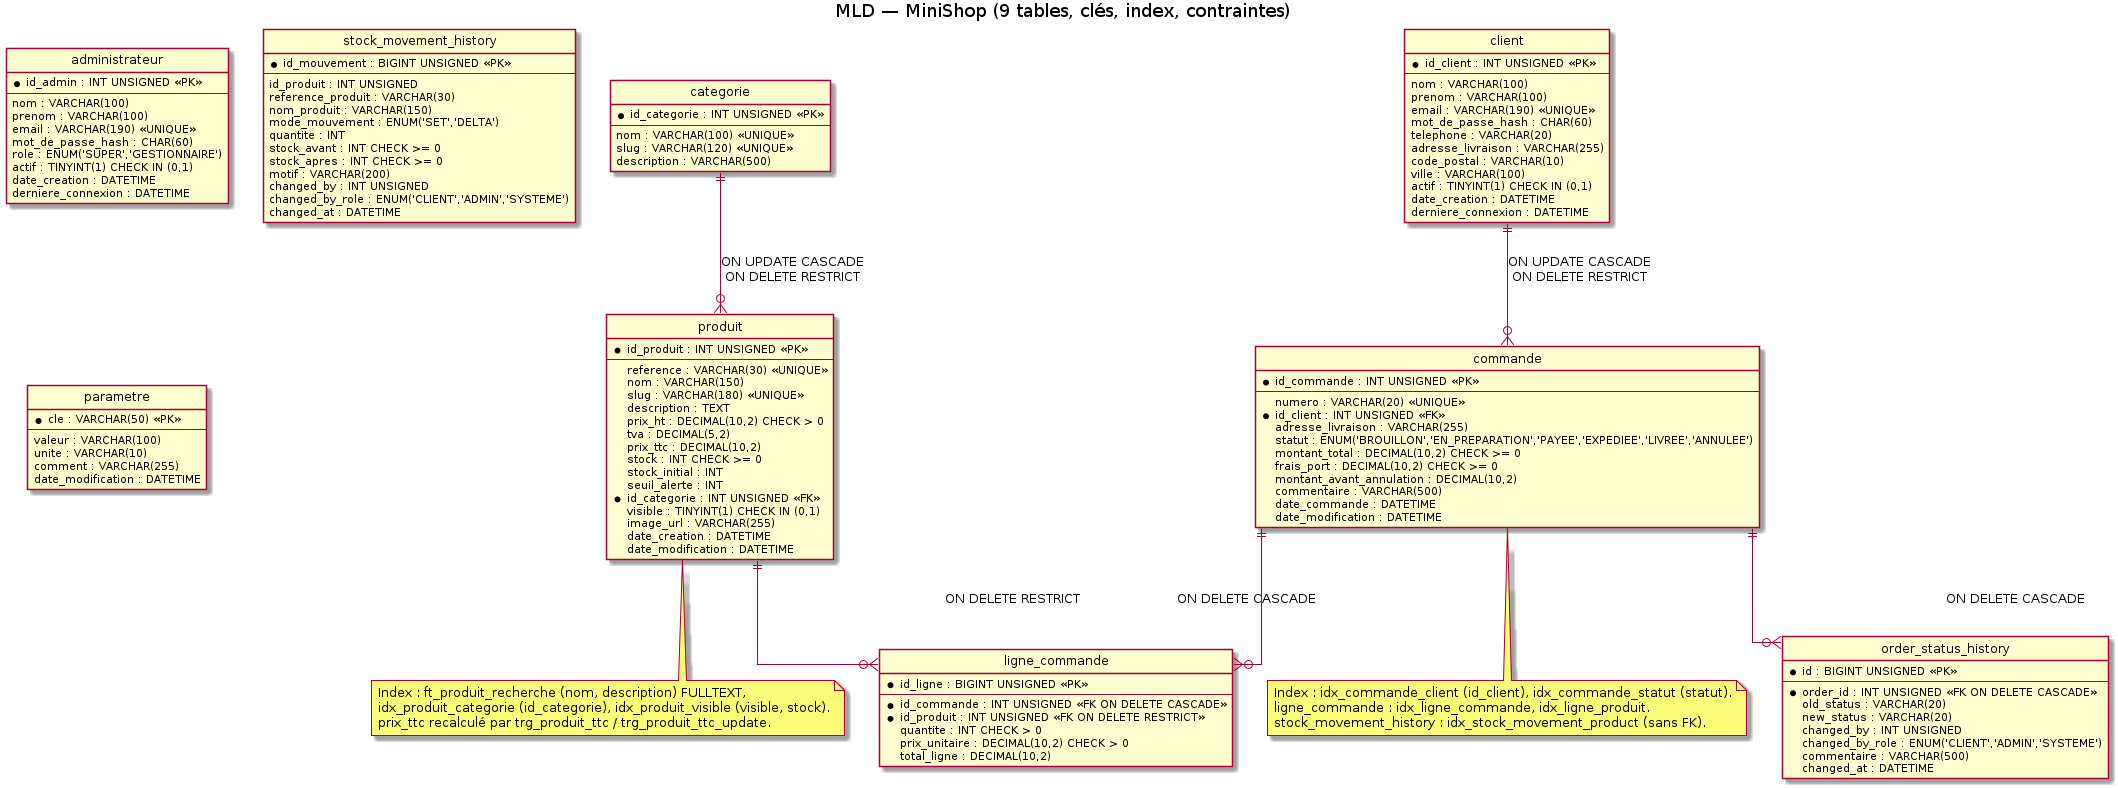 MLD — MiniShop (9 tables, clés, index, contraintes)
administrateur
id_admin : INT UNSIGNED «PK»
nom : VARCHAR(100)
prenom : VARCHAR(100)
email : VARCHAR(190) «UNIQUE»
mot_de_passe_hash : CHAR(60)
role : ENUM('SUPER','GESTIONNAIRE')
actif : TINYINT(1) CHECK IN (0,1)
date_creation : DATETIME
derniere_connexion : DATETIME
stock_movement_history
id_mouvement : BIGINT UNSIGNED «PK»
id_produit : INT UNSIGNED
reference_produit : VARCHAR(30)
nom_produit : VARCHAR(150)
mode_mouvement : ENUM('SET','DELTA')
quantite : INT
stock_avant : INT CHECK >= 0
stock_apres : INT CHECK >= 0
motif : VARCHAR(200)
changed_by : INT UNSIGNED
changed_by_role : ENUM('CLIENT','ADMIN','SYSTEME')
changed_at : DATETIME
categorie
id_categorie : INT UNSIGNED «PK»
nom : VARCHAR(100) «UNIQUE»
slug : VARCHAR(120) «UNIQUE»
description : VARCHAR(500)
client
id_client : INT UNSIGNED «PK»
nom : VARCHAR(100)
prenom : VARCHAR(100)
email : VARCHAR(190) «UNIQUE»
mot_de_passe_hash : CHAR(60)
telephone : VARCHAR(20)
adresse_livraison : VARCHAR(255)
code_postal : VARCHAR(10)
ville : VARCHAR(100)
actif : TINYINT(1) CHECK IN (0,1)
date_creation : DATETIME
derniere_connexion : DATETIME
ON UPDATE CASCADE
ON DELETE RESTRICT
ON UPDATE CASCADE
ON DELETE RESTRICT
parametre
cle : VARCHAR(50) «PK»
valeur : VARCHAR(100)
unite : VARCHAR(10)
comment : VARCHAR(255)
date_modification : DATETIME
produit
id_produit : INT UNSIGNED «PK»
reference : VARCHAR(30) «UNIQUE»
nom : VARCHAR(150)
slug : VARCHAR(180) «UNIQUE»
description : TEXT
prix_ht : DECIMAL(10,2) CHECK > 0
tva : DECIMAL(5,2)
prix_ttc : DECIMAL(10,2)
stock : INT CHECK >= 0
stock_initial : INT
seuil_alerte : INT
id_categorie : INT UNSIGNED «FK»
visible : TINYINT(1) CHECK IN (0,1)
image_url : VARCHAR(255)
date_creation : DATETIME
date_modification : DATETIME
commande
id_commande : INT UNSIGNED «PK»
numero : VARCHAR(20) «UNIQUE»
id_client : INT UNSIGNED «FK»
adresse_livraison : VARCHAR(255)
statut : ENUM('BROUILLON','EN_PREPARATION','PAYEE','EXPEDIEE','LIVREE','ANNULEE')
montant_total : DECIMAL(10,2) CHECK >= 0
frais_port : DECIMAL(10,2) CHECK >= 0
montant_avant_annulation : DECIMAL(10,2)
commentaire : VARCHAR(500)
date_commande : DATETIME
date_modification : DATETIME
ON DELETE RESTRICT
ON DELETE CASCADE
ON DELETE CASCADE
Index : ft_produit_recherche (nom, description) FULLTEXT,
idx_produit_categorie (id_categorie), idx_produit_visible (visible, stock).
prix_ttc recalculé par trg_produit_ttc / trg_produit_ttc_update.
ligne_commande
id_ligne : BIGINT UNSIGNED «PK»
id_commande : INT UNSIGNED «FK ON DELETE CASCADE»
id_produit : INT UNSIGNED «FK ON DELETE RESTRICT»
quantite : INT CHECK > 0
prix_unitaire : DECIMAL(10,2) CHECK > 0
total_ligne : DECIMAL(10,2)
Index : idx_commande_client (id_client), idx_commande_statut (statut).
ligne_commande : idx_ligne_commande, idx_ligne_produit.
stock_movement_history : idx_stock_movement_product (sans FK).
order_status_history
id : BIGINT UNSIGNED «PK»
order_id : INT UNSIGNED «FK ON DELETE CASCADE»
old_status : VARCHAR(20)
new_status : VARCHAR(20)
changed_by : INT UNSIGNED
changed_by_role : ENUM('CLIENT','ADMIN','SYSTEME')
commentaire : VARCHAR(500)
changed_at : DATETIME